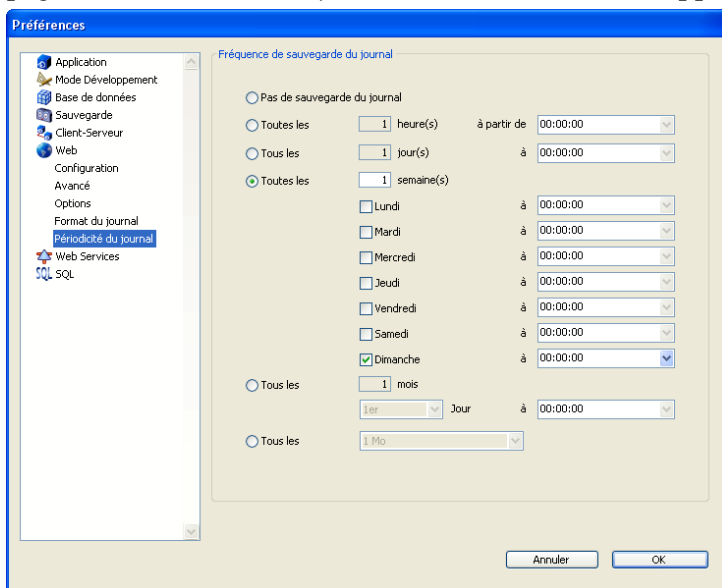 Préférences
Application
Mode Développement
Base de données
Sauvegarde
Client-Serveur
Web
Configuration
Avancé
Options
Format du journal
Périodicité du journal
Web Services
SQL SQL
Fréquence de sauvegarde du journal
Pas de sauvegarde du journal
Toutes les 1 heure(s) à partir de 00:00:00
Tous les 1 jour(s) à 00:00:00
Toutes les 1 semaine(s)
Lundi à 00:00:00
Mardi à 00:00:00
Mercredi à 00:00:00
Jeudi à 00:00:00
Vendredi à 00:00:00
Samedi à 00:00:00
Dimanche à 00:00:00
Tous les 1 mois
1er Jour à 00:00:00
Tous les 1 Mo
Annuler OK